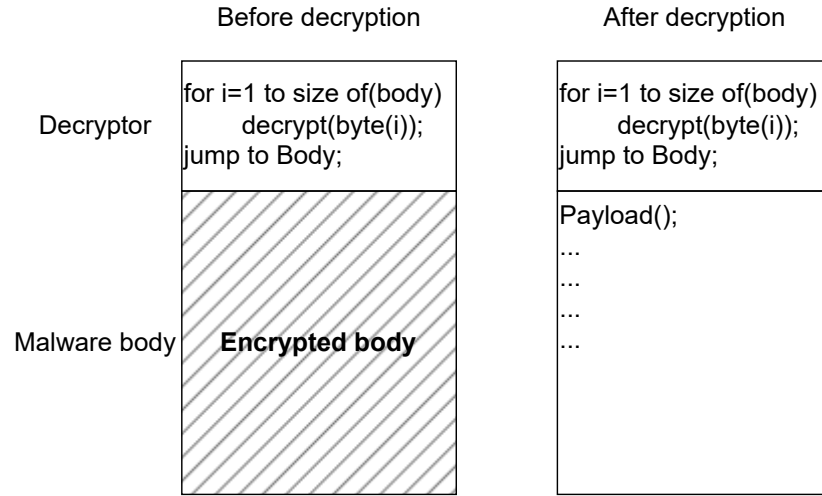 Before decryption
After decryption
Decryptor
for i=1 to size of(body)
decrypt(byte(i));
jump to Body;
for i=1 to size of(body)
decrypt(byte(i));
jump to Body;
Malware body
Encrypted body
Payload();
...
...
...
...